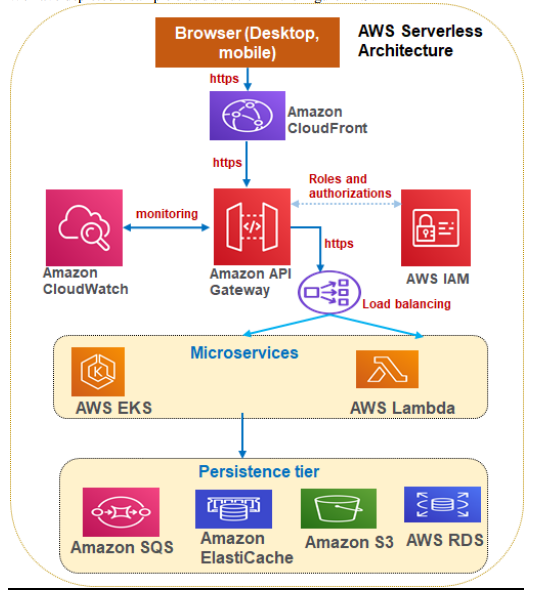 Browser (Desktop,
mobile)
AWS Serverless
Architecture
https
Amazon
CloudFront
https
Roles and
authorizations
monitoring
Amazon
CloudWatch
Amazon API
Gateway
https
AWS IAM
Load balancing
Microservices
AWS EKS
AWS Lambda
Persistence tier
Amazon SQS
Amazon
ElastiCache
Amazon S3
AWS RDS